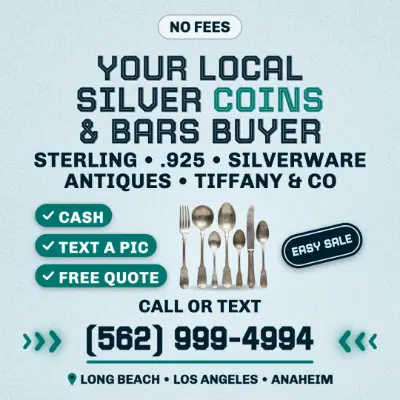 NO FEES
YOUR LOCAL
SILVER COINS
& BARS BUYER
STERLING • .925 • SILVERWARE
ANTIQUES • TIFFANY & CO
CASH
TEXT A PIC
FREE QUOTE
EASY SALE
CALL OR TEXT
(562) 999-4994
LONG BEACH • LOS ANGELES • ANAHEIM